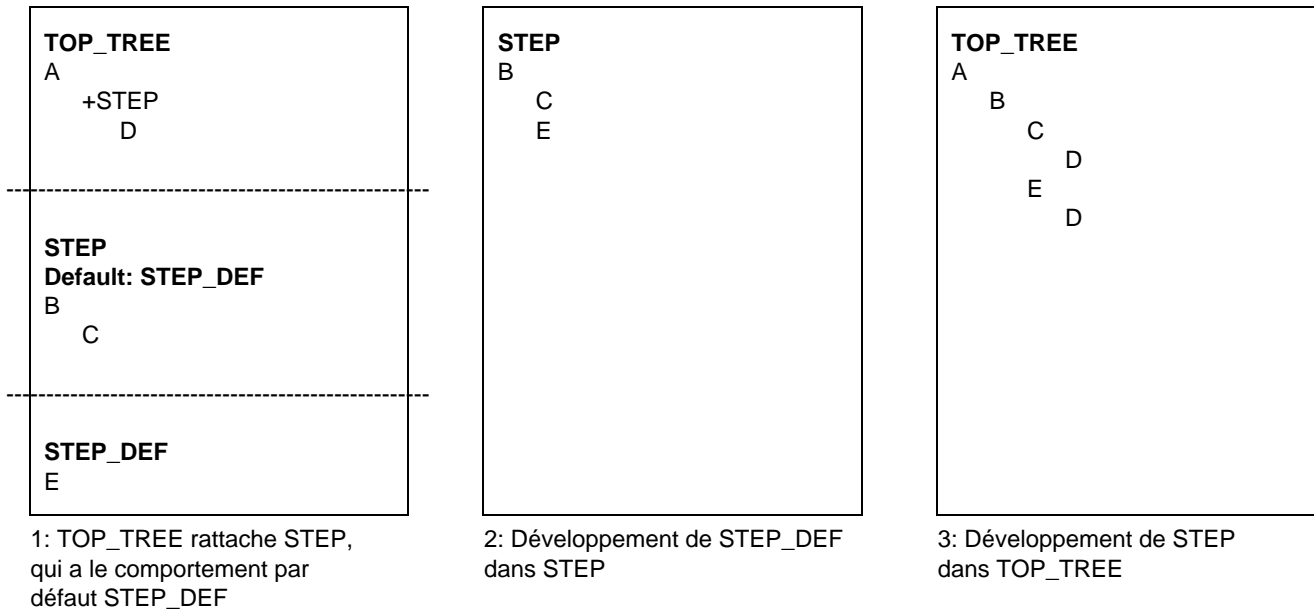 TOP_TREE
A
+STEP
D
STEP
Default: STEP_DEF
B
C
STEP_DEF
E
1: TOP_TREE rattache STEP,
qui a le comportement par
défaut STEP_DEF
STEP
B
C
E
2: Développement de STEP_DEF
dans STEP
TOP_TREE
A
B
C
D
E
D
3: Développement de STEP
dans TOP_TREE